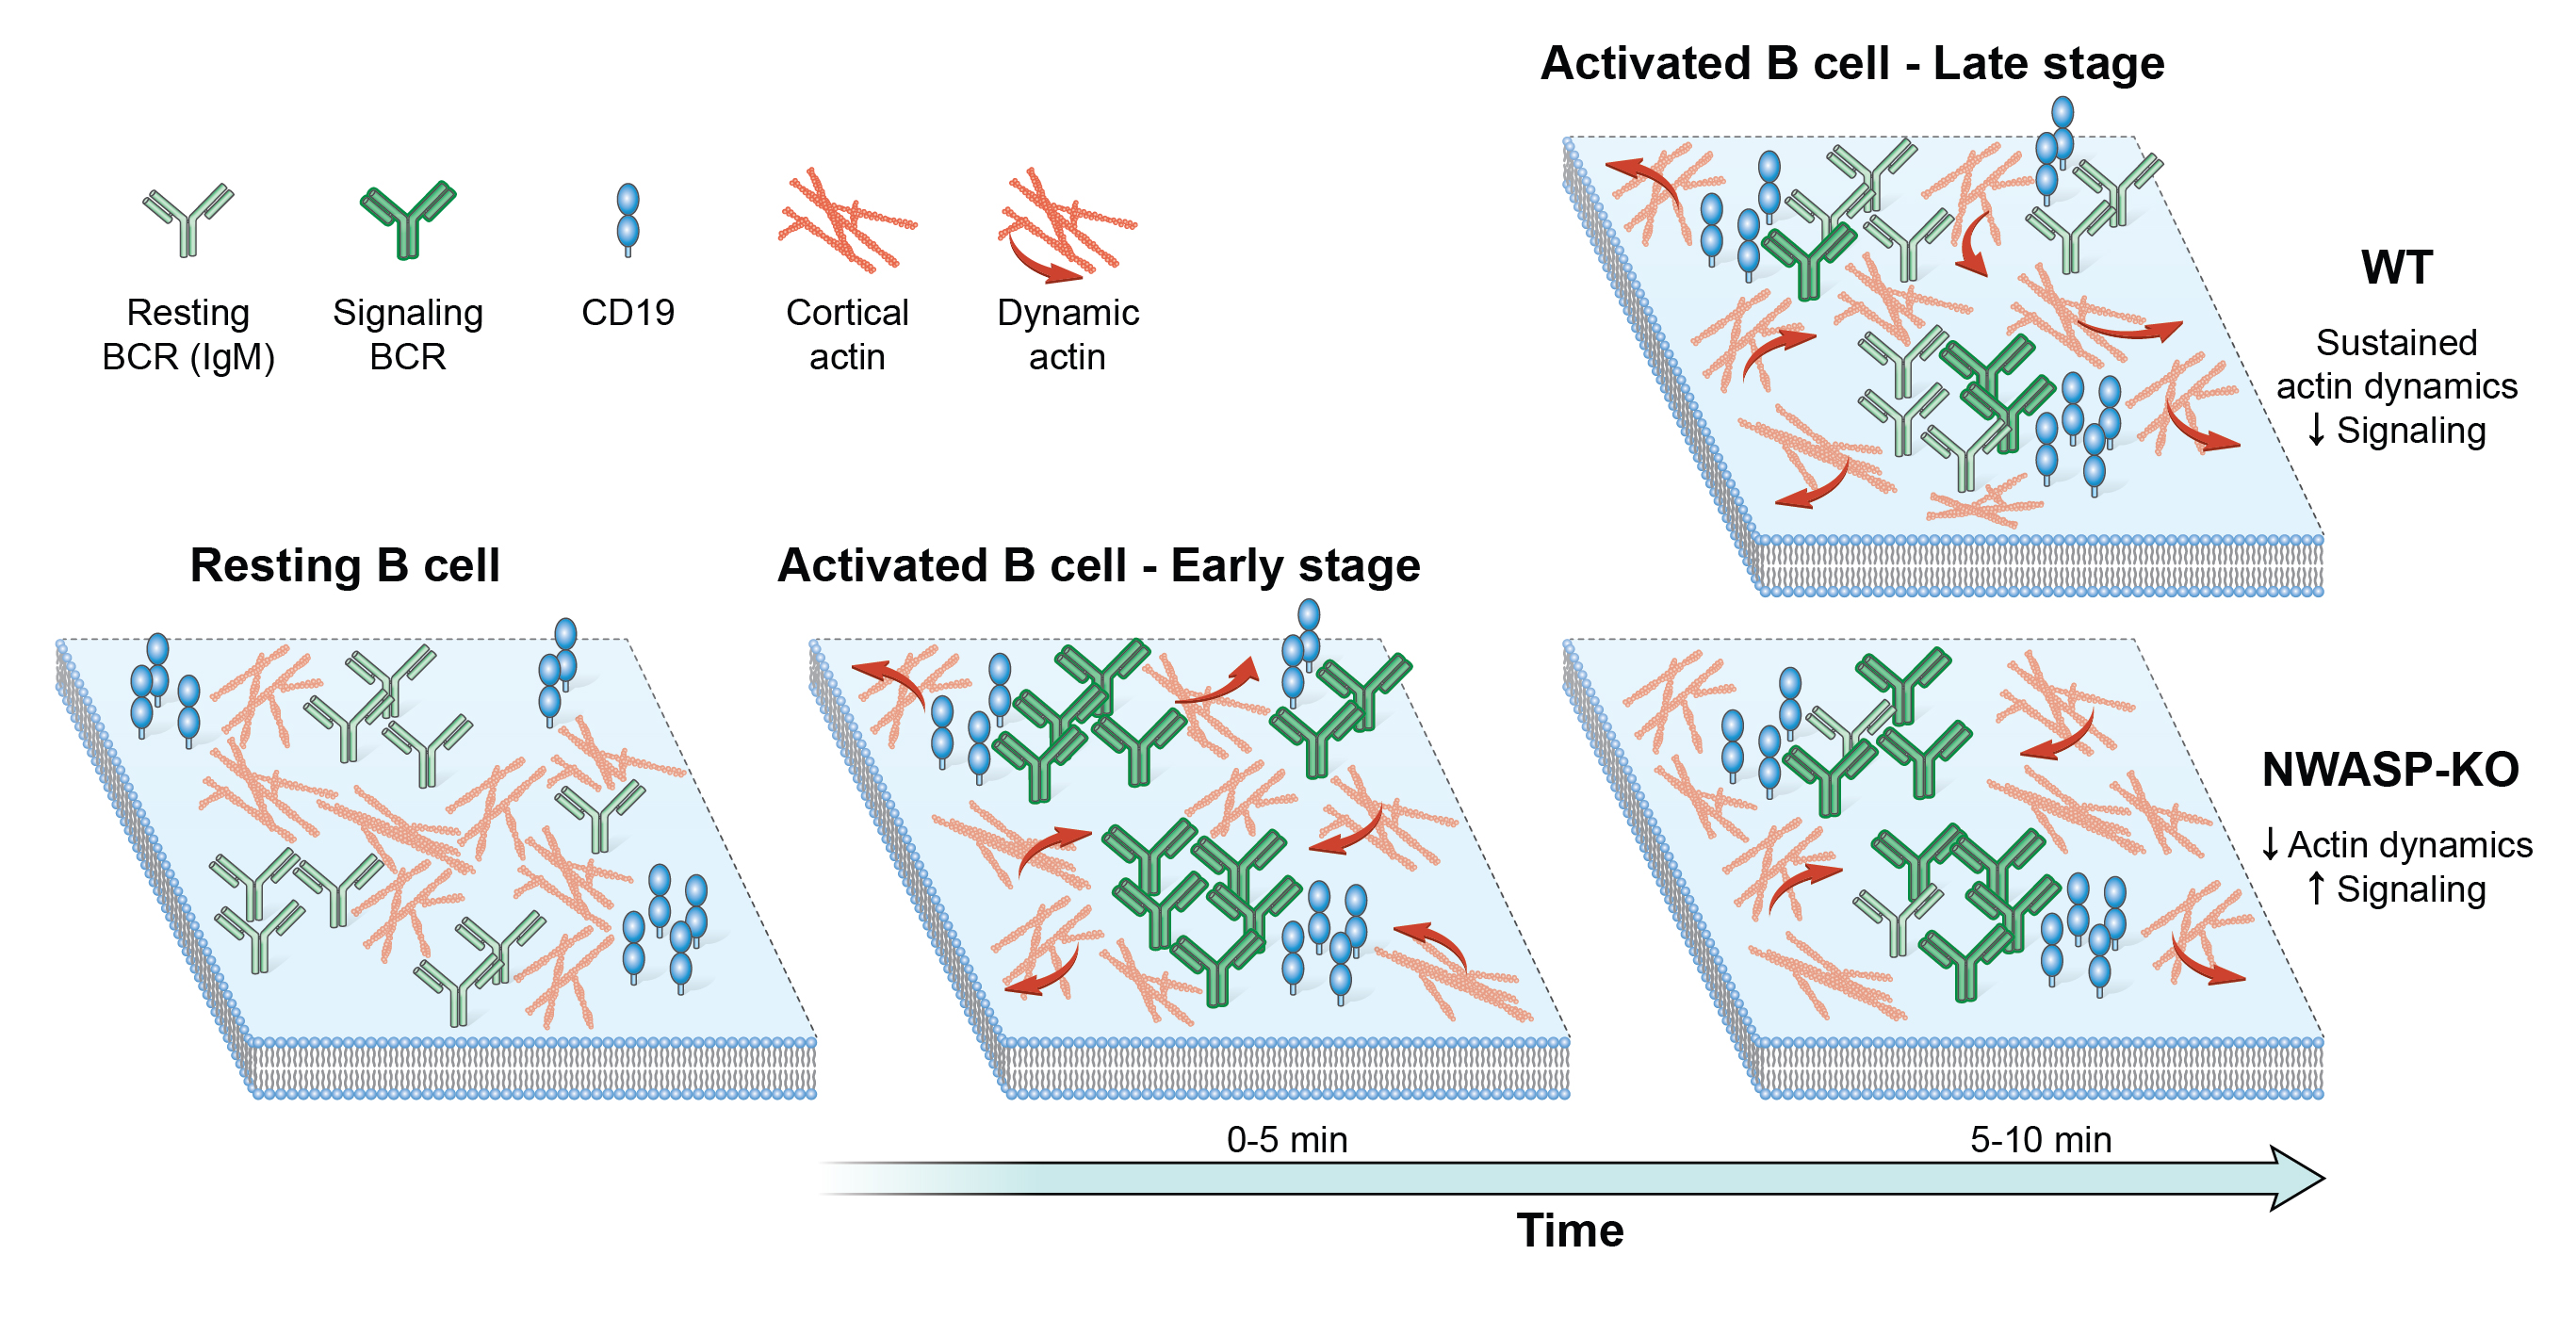 Activated B cell - Late stage
Resting
BCR (IgM)
Signaling
BCR
CD19
Cortical
actin
Dynamic
actin
WT
Sustained
actin dynamics
↓ Signaling
Resting B cell
Activated B cell - Early stage
NWASP-KO
↓ Actin dynamics
↑ Signaling
0-5 min
5-10 min
Time